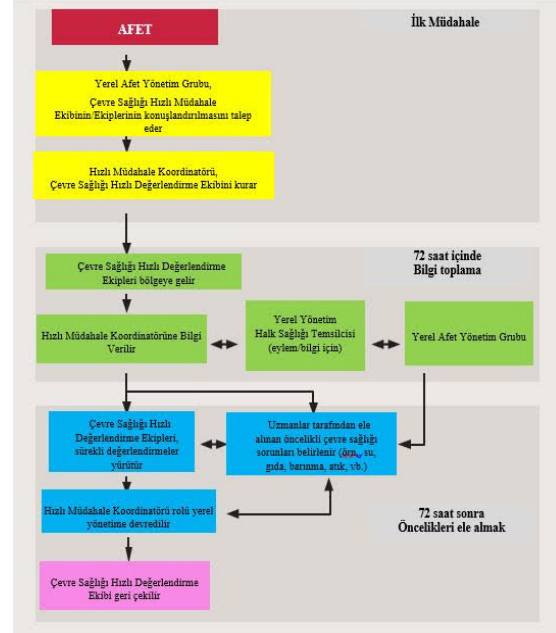 AFET
İlk Müdahale
Yerel Afet Yönetim Grubu,
Çevre Sağlığı Hızlı Müdahale
Ekibinin/Ekiplerinin konuşlandırılmasını talep
eder
Hızlı Müdahale Koordinatörü,
Çevre Sağlığı Hızlı Değerlendirme Ekibini kurar
72 saat içinde
Bilgi toplama
Çevre Sağlığı Hızlı Değerlendirme
Ekipleri bölgeye gelir
Hızlı Müdahale Koordinatörüne Bilgi
Verilir
Yerel Yönetim
Halk Sağlığı Temsilcisi
(eylem/bilgi için)
Yerel Afet Yönetim Grubu
Çevre Sağlığı Hızlı
Değerlendirme Ekipleri,
sürekli değerlendirmeler
yürütür
Uzmanlar tarafından ele
alınan öncelikli çevre sağlığı
sorunları belirlenir (örn., su,
gıda, barınma, atık, vb.)
Hızlı Müdahale Koordinatörü rolü yerel
yönetime devredilir
72 saat sonra
Öncelikleri ele almak
Çevre Sağlığı Hızlı Değerlendirme
Ekibi geri çekilir